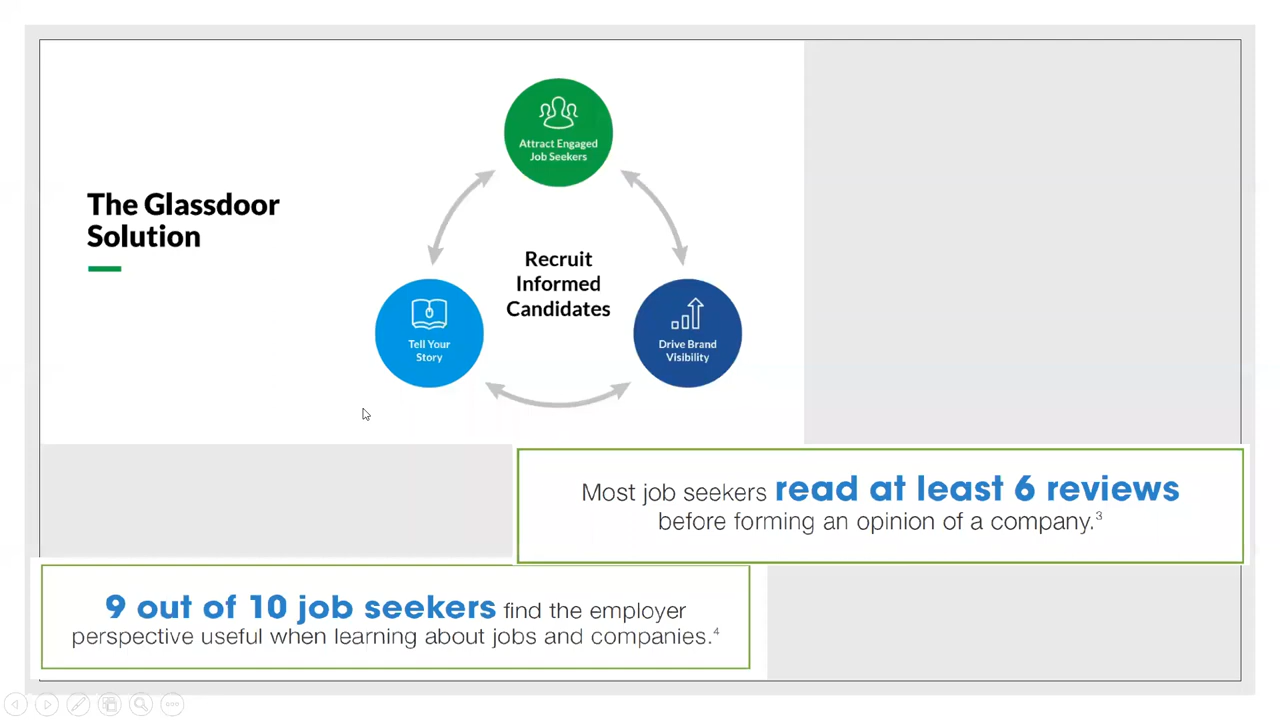 The Glassdoor
Solution
Attract Engaged
Job Seekers
Recruit
Informed
Candidates
Tell Your
Story
Drive Brand
Visibility
Most job seekers read at least 6 reviews
before forming an opinion of a company.³
9 out of 10 job seekers find the employer
perspective useful when learning about jobs and companies.⁴